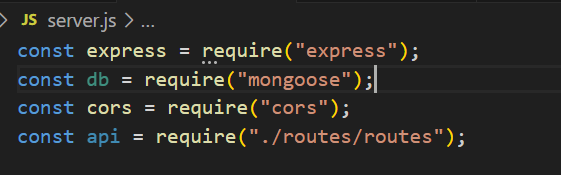 JS server.js > ...
const express = require("express");
const db = require("mongoose");
const cors = require("cors");
const api = require("./routes/routes");